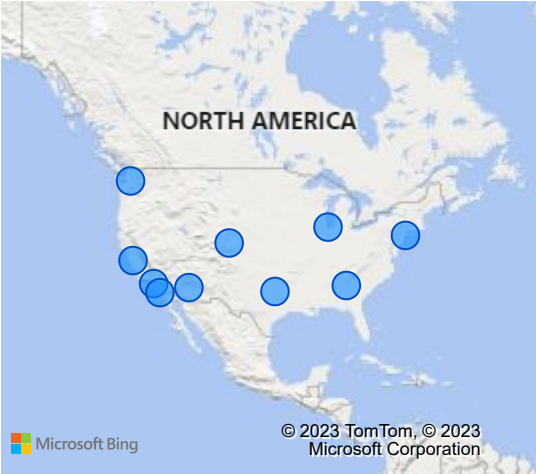 NORTH AMERICA
Microsoft Bing
© 2023 TomTom, © 2023
Microsoft Corporation